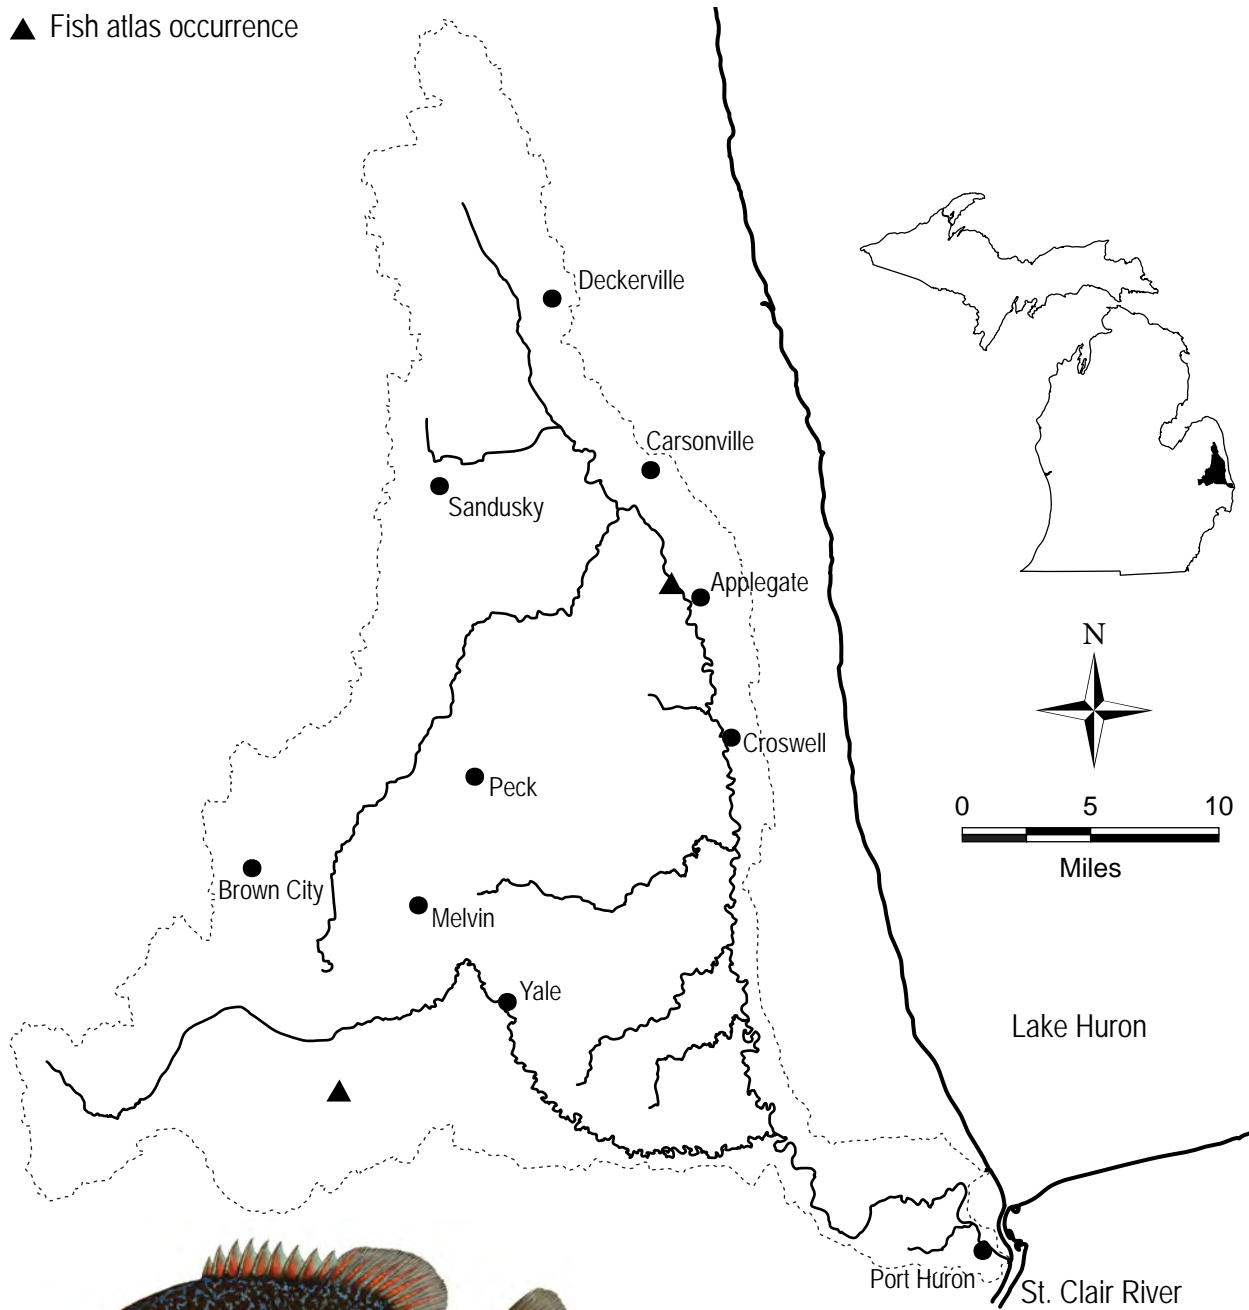 Fish atlas occurrence
Deckerville
Carsonville
Sandusky
Applegate
N
Croswell
Peck
0 5 10
Miles
Brown City
Melvin
Yale
Lake Huron
Port Huron
St. Clair River